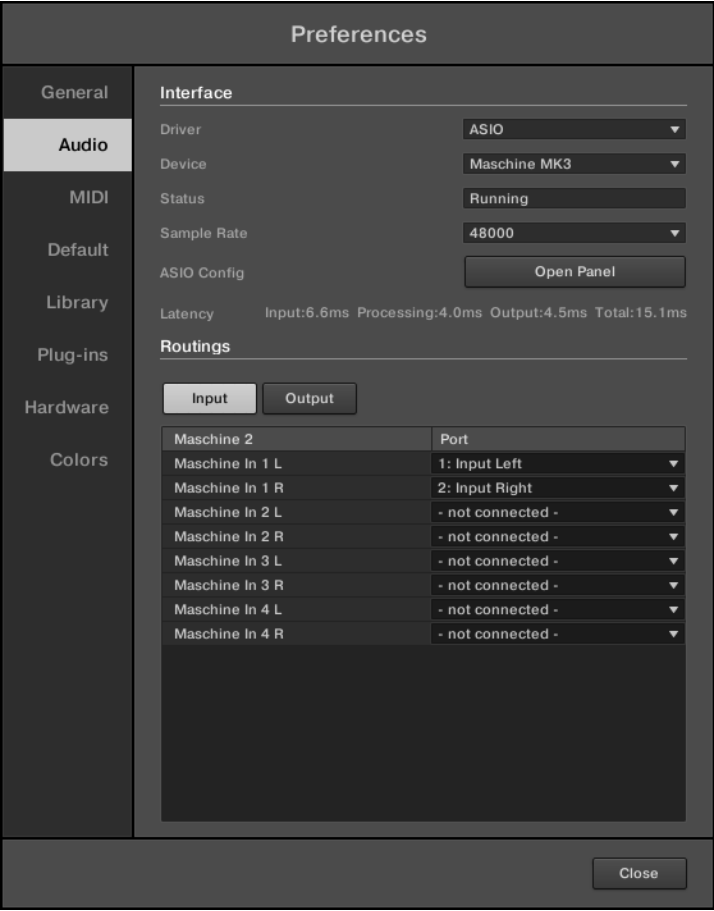 Preferences
General
Audio
MIDI
Default
Library
Plug-ins
Hardware
Colors
Interface
Driver ASIO
Device Maschine MK3
Status Running
Sample Rate 48000
ASIO Config Open Panel
Latency Input:6.6ms Processing:4.0ms Output:4.5ms Total:15.1ms
Routings
Input Output
Maschine 2 Port
Maschine In 1 L 1: Input Left
Maschine In 1 R 2: Input Right
Maschine In 2 L - not connected -
Maschine In 2 R - not connected -
Maschine In 3 L - not connected -
Maschine In 3 R - not connected -
Maschine In 4 L - not connected -
Maschine In 4 R - not connected -
Close